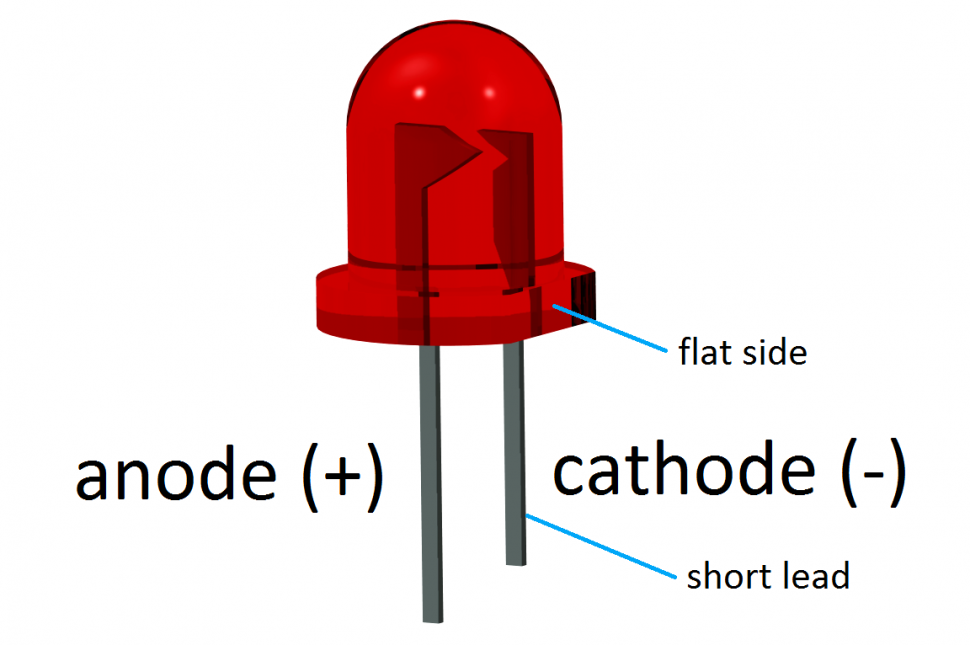 flat side
anode (+)
cathode (-)
short lead